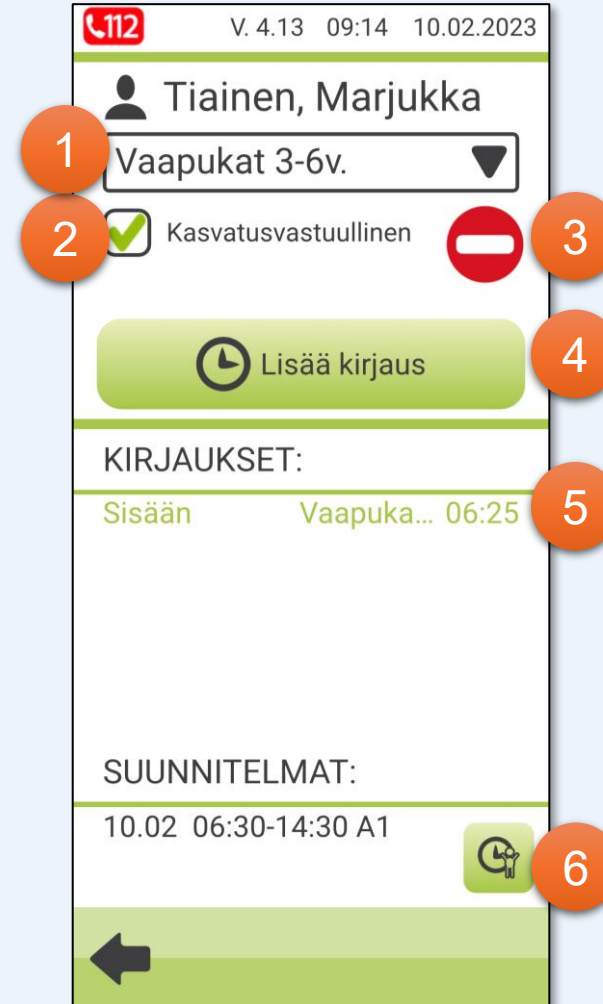 112 V. 4.13 09:14 10.02.2023
Tiainen, Marjukka
1 Vaapukat 3-6v.
2 Kasvatusvastuullinen 3
Lisää kirjaus 4
KIRJAUKSET:
Sisään Vaapuka... 06:25 5
SUUNNITELMAT:
10.02 06:30-14:30 A1
6